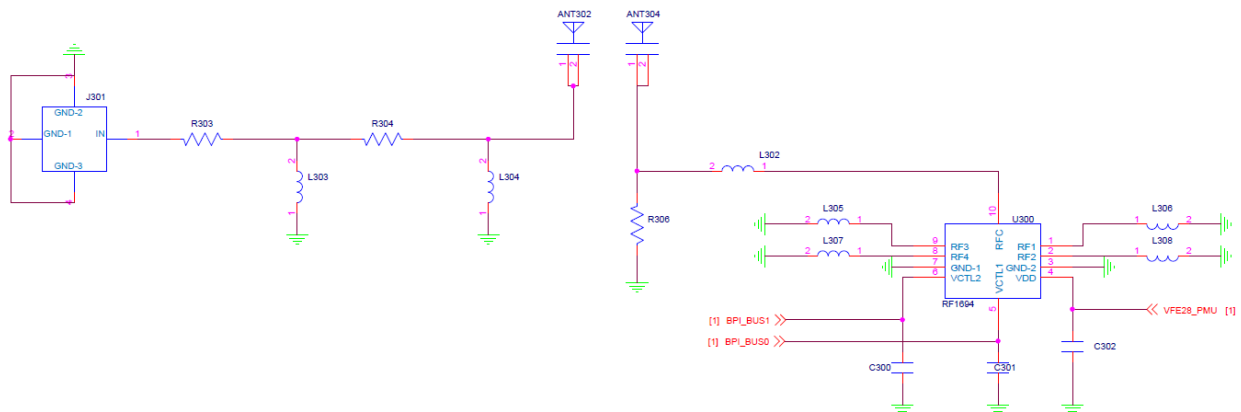 ANT302 ANT304
1 2 1 2
3
J301
GND-2
2 GND-1 IN 1
GND-3
4
R303 R304
2 L303 1
2 L304 1
L302
2 1
R306
10
U300
L305
2 1
L306
1 2
L307
2 1
L308
1 2
9 RF3 RFC RF1 1
8 RF4 RF2 2
7 GND-1 GND-2 3
6 VCTL2 VCTL1 VDD 4
RF1694 5
[1] BPI_BUS1
VFE28_PMU [1]
[1] BPI_BUS0
C302
C300 C301